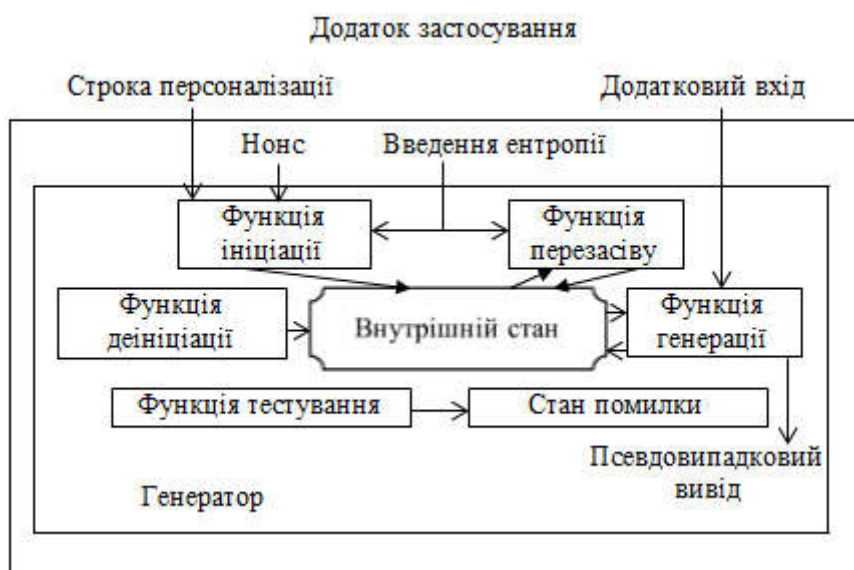 Додаток застосування
Строка персоналізації
Додатковий вхід
Нонс
Введення ентропії
Функція
ініціації
Функція
перезасіву
Функція
деініціації
Внутрішній стан
Функція
генерації
Функція тестування
Стан помилки
Псевдовипадковий
вивід
Генератор